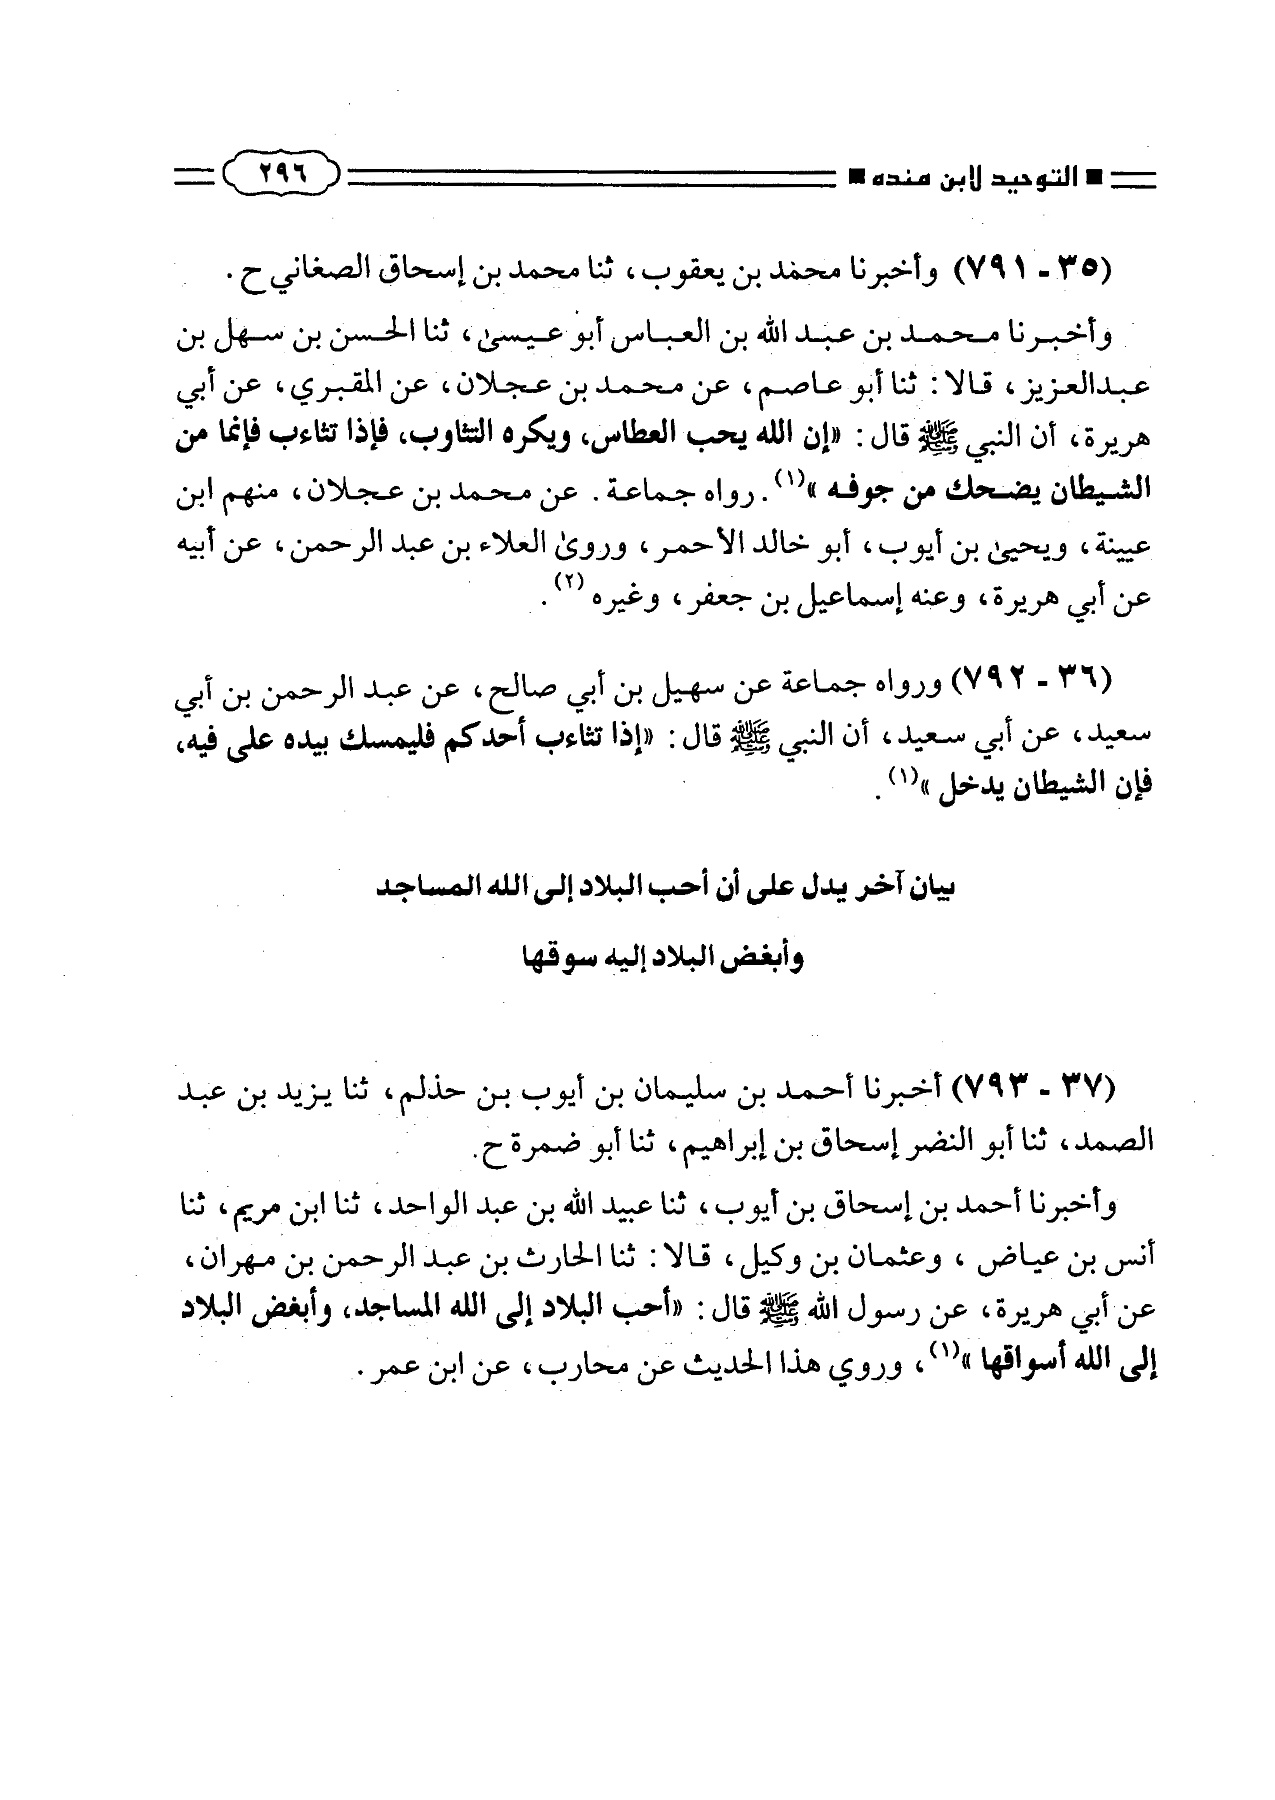 ■ التوحيد لابن منده ■ ٢٩٦
(٣٥ - ٧٩١) وأخبرنا محمد بن يعقوب، ثنا محمد بن إسحاق الصغاني ح.
وأخبرنا محمد بن عبد الله بن العباس أبو عيسىٰ، ثنا الحسن بن سهل بن
عبدالعزيز، قالا: ثنا أبو عاصم، عن محمد بن عجلان، عن المقبري، عن أبي
هريرة، أن النبي ﷺ قال: «إن الله يحب العطاس، ويكره التثاوب، فإذا تثاءب فإنما من
الشيطان يضحك من جوفه»(١). رواه جماعة. عن محمد بن عجلان، منهم ابن
عيينة، ويحيىٰ بن أيوب، أبو خالد الأحمر، وروىٰ العلاء بن عبد الرحمن، عن أبيه
عن أبي هريرة، وعنه إسماعيل بن جعفر، وغيره(٢).
(٣٦ - ٧٩٢) ورواه جماعة عن سهيل بن أبي صالح، عن عبد الرحمن بن أبي
سعيد، عن أبي سعيد، أن النبي ﷺ قال: «إذا تثاءب أحدكم فليمسك بيده على فيه،
فإن الشيطان يدخل»(١).
بيان آخر يدل على أن أحب البلاد إلى الله المساجد
وأبغض البلاد إليه سوقها
(٣٧ - ٧٩٣) أخبرنا أحمد بن سليمان بن أيوب بن حذلم، ثنا يزيد بن عبد
الصمد، ثنا أبو النضر إسحاق بن إبراهيم، ثنا أبو ضمرة ح.
وأخبرنا أحمد بن إسحاق بن أيوب، ثنا عبيد الله بن عبد الواحد، ثنا ابن مريم، ثنا
أنس بن عياض، وعثمان بن وكيل، قالا: ثنا الحارث بن عبد الرحمن بن مهران،
عن أبي هريرة، عن رسول الله ﷺ قال: «أحب البلاد إلى الله المساجد، وأبغض البلاد
إلى الله أسواقها»(١)، وروي هذا الحديث عن محارب، عن ابن عمر.